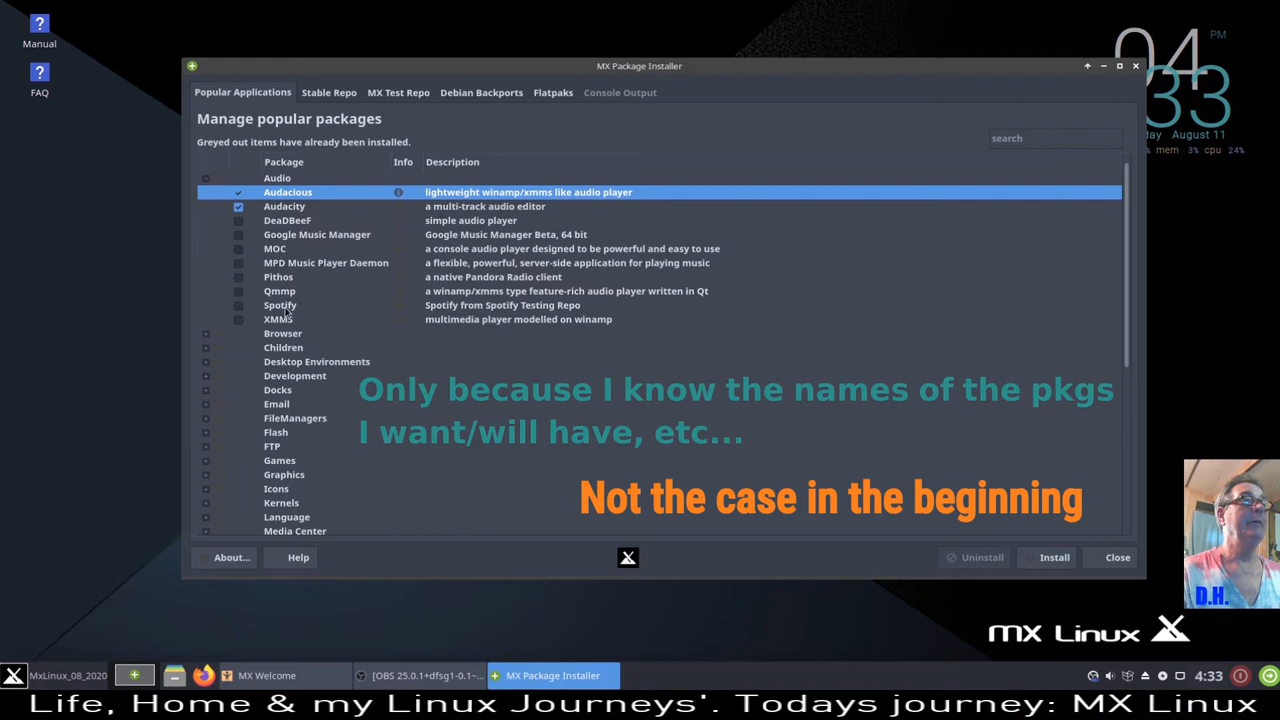 Manual
FAQ
04 PM
33
August 11
mem 3% cpu 24%
MX Package Installer
Popular Applications Stable Repo MX Test Repo Debian Backports Flatpaks Console Output
Manage popular packages
Greyed out items have already been installed.
search
Package Info Description
Audio
Audacious lightweight winamp/xmms like audio player
Audacity a multi-track audio editor
DeaDBeeF simple audio player
Google Music Manager Google Music Manager Beta, 64 bit
MOC a console audio player designed to be powerful and easy to use
MPD Music Player Daemon a flexible, powerful, server-side application for playing music
Pithos a native Pandora Radio client
Qmmp a winamp/xmms type feature-rich audio player written in Qt
Spotify Spotify from Spotify Testing Repo
XMMS multimedia player modelled on winamp
Browser
Children
Desktop Environments
Development
Docks
Email
FileManagers
Flash
FTP
Games
Graphics
Icons
Kernels
Language
Media Center
Only because I know the names of the pkgs
I want/will have, etc...
Not the case in the beginning
About... Help Uninstall Install Close
D.H.
MX Linux
MxLinux_08_2020 MX Welcome [OBS 25.0.1+dfsg1-0.1~... MX Package Installer 4:33
Life, Home & my Linux Journeys'. Todays journey: MX Linux